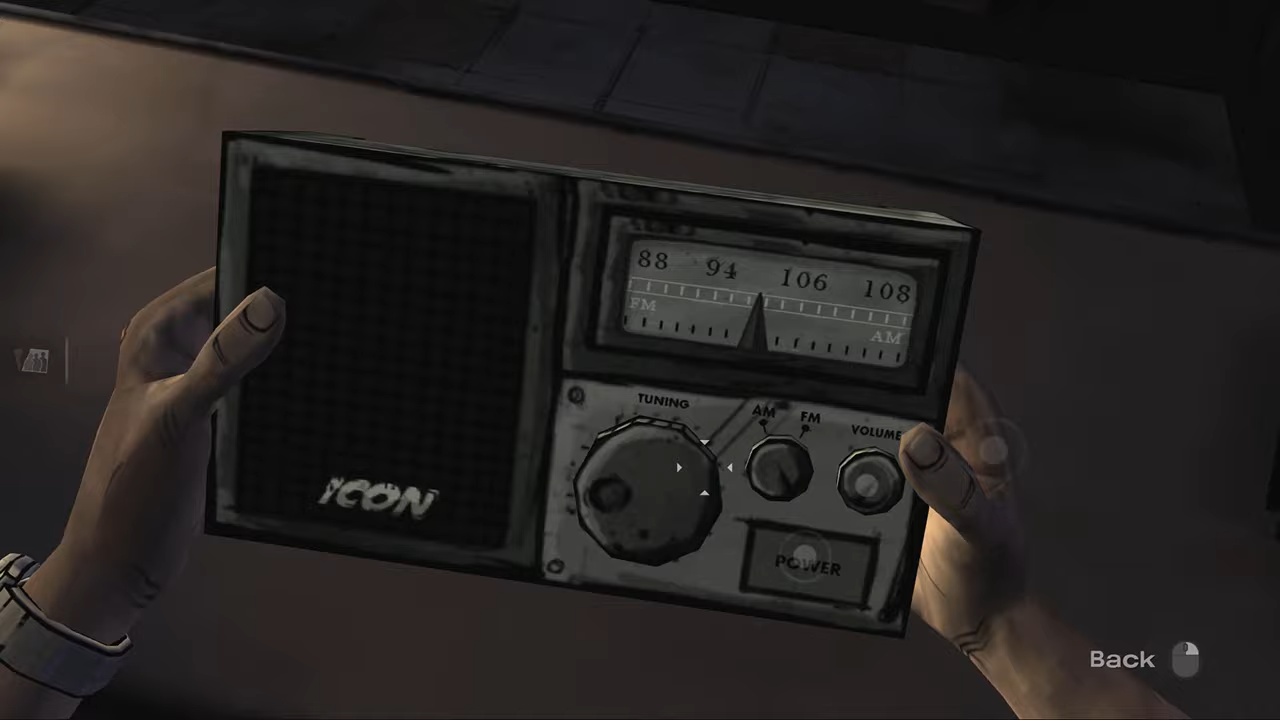 88 94 106 108
FM
AM
TUNING
AM FM
VOLUME
ICON
POWER
Back